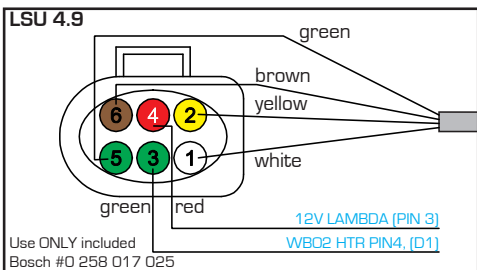 LSU 4.9
green
brown
yellow
6 4 2
5 3 1
white
green red
12V LAMBDA (PIN 3)
WBO2 HTR PIN4, (D1)
Use ONLY included
Bosch #0 258 017 025